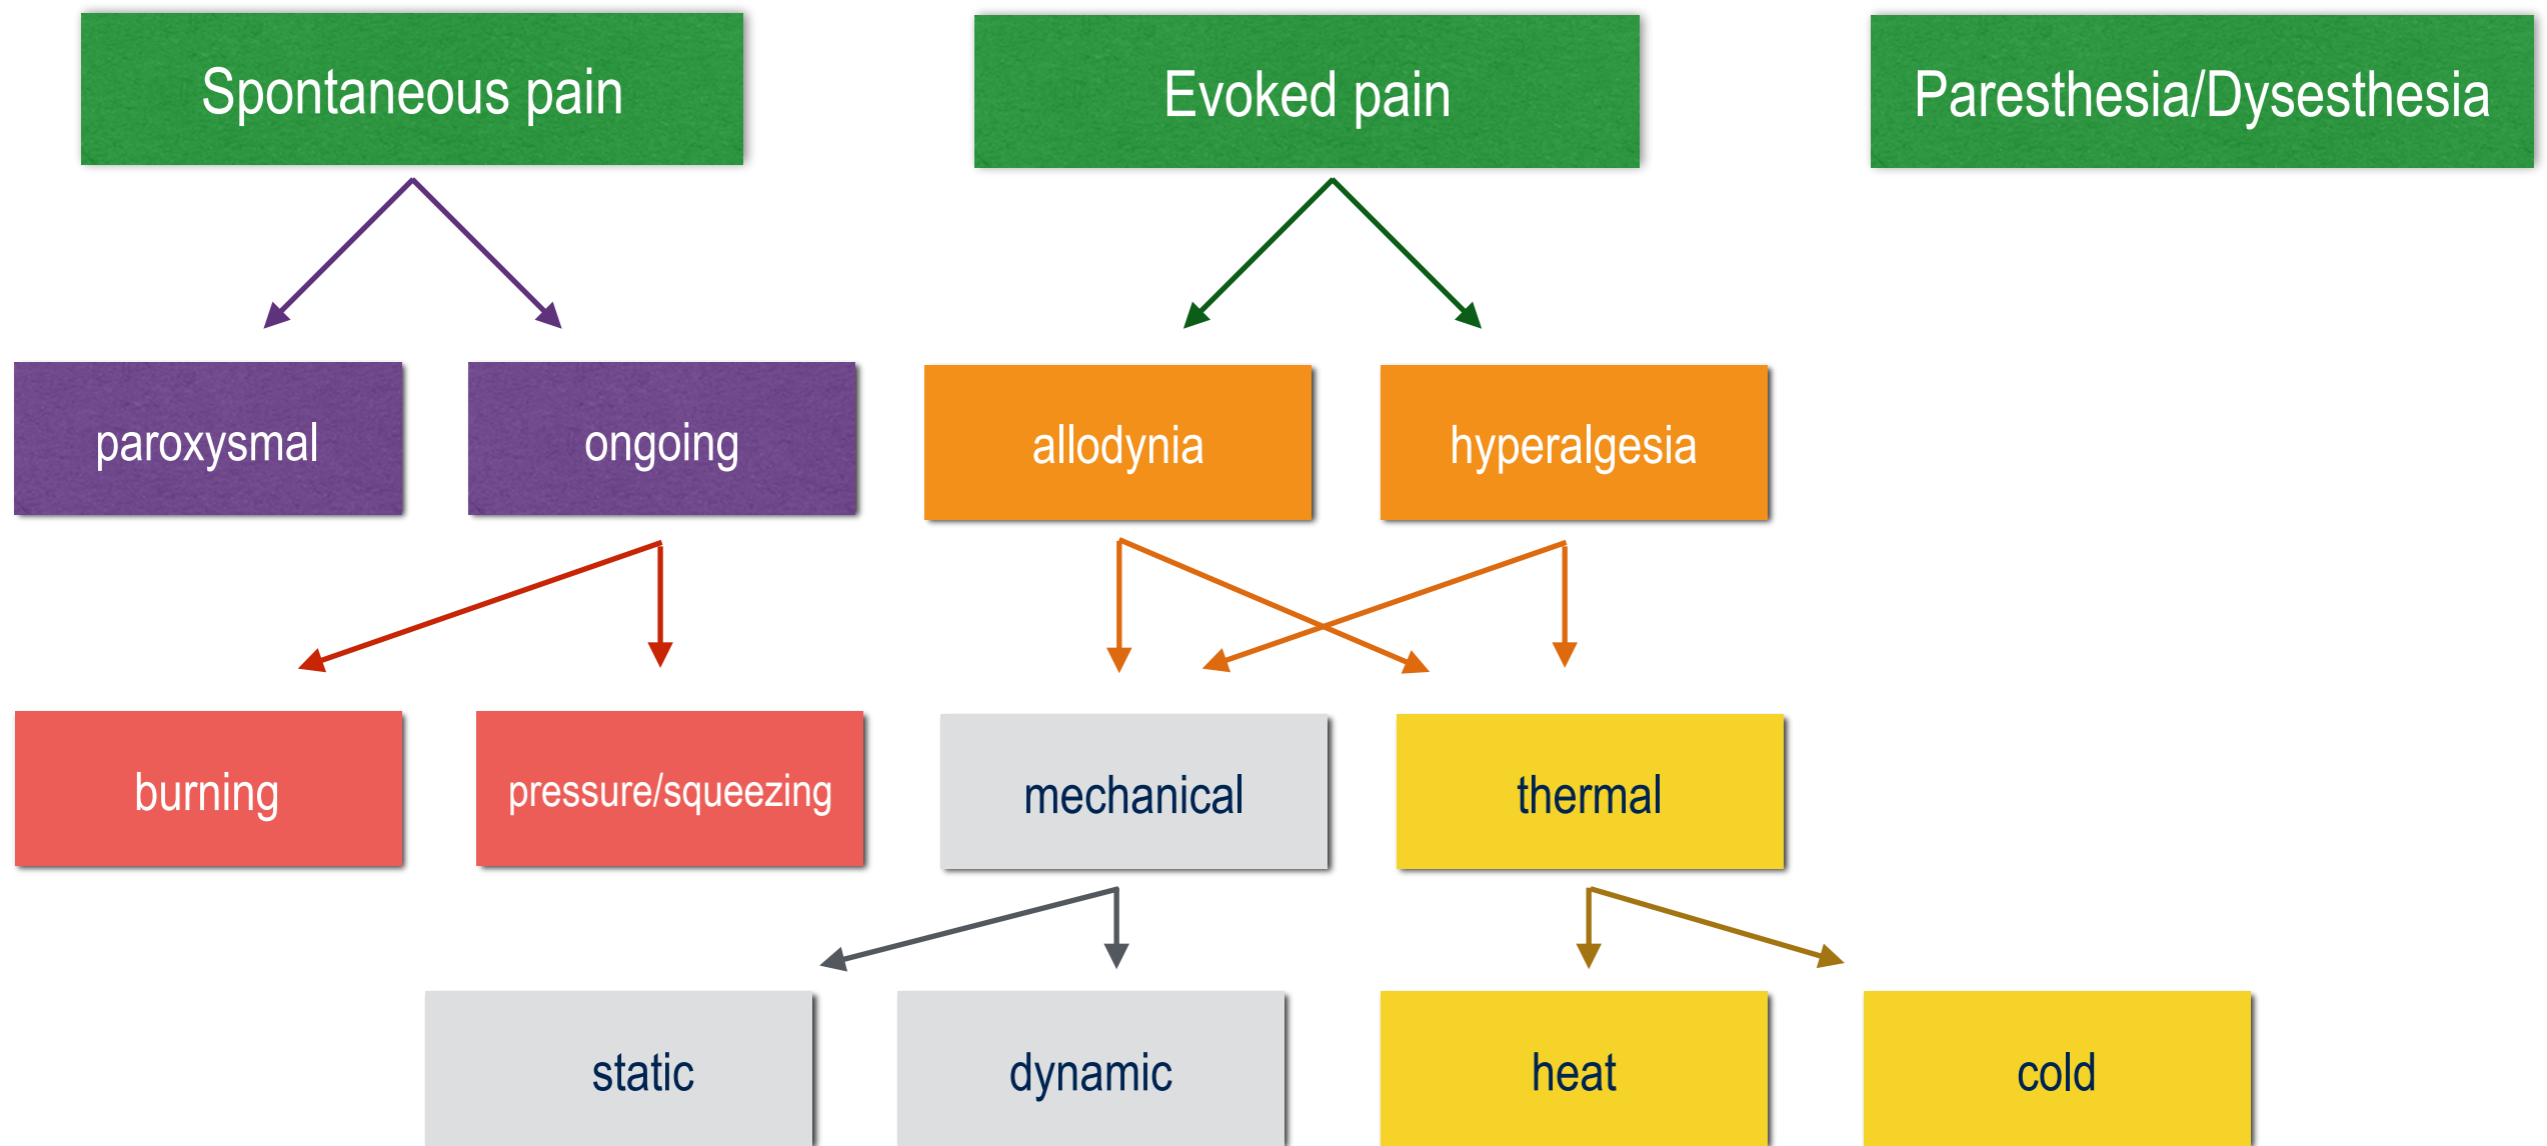 Spontaneous pain
Evoked pain
Paresthesia/Dysesthesia
paroxysmal
ongoing
allodynia
hyperalgesia
burning
pressure/squeezing
mechanical
thermal
static
dynamic
heat
cold